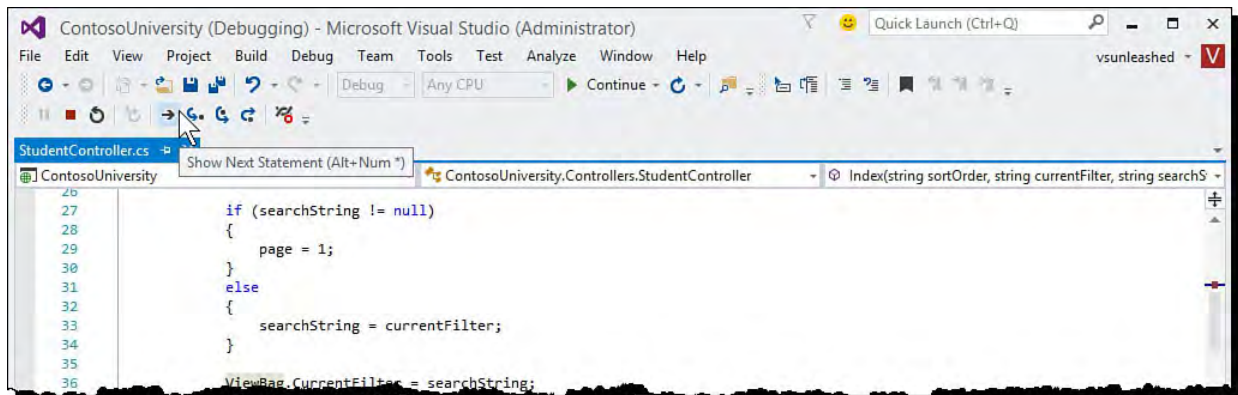 ContosoUniversity (Debugging) - Microsoft Visual Studio (Administrator)
Quick Launch (Ctrl+Q)
File Edit View Project Build Debug Team Tools Test Analyze Window Help
vsunleashed V
Debug Any CPU Continue
StudentController.cs
Show Next Statement (Alt+Num *)
ContosoUniversity ContosoUniversity.Controllers.StudentController Index(string sortOrder, string currentFilter, string searchS
26
27 if (searchString != null)
28 {
29 page = 1;
30 }
31 else
32 {
33 searchString = currentFilter;
34 }
35
36 ViewBag.CurrentFilter = searchString;